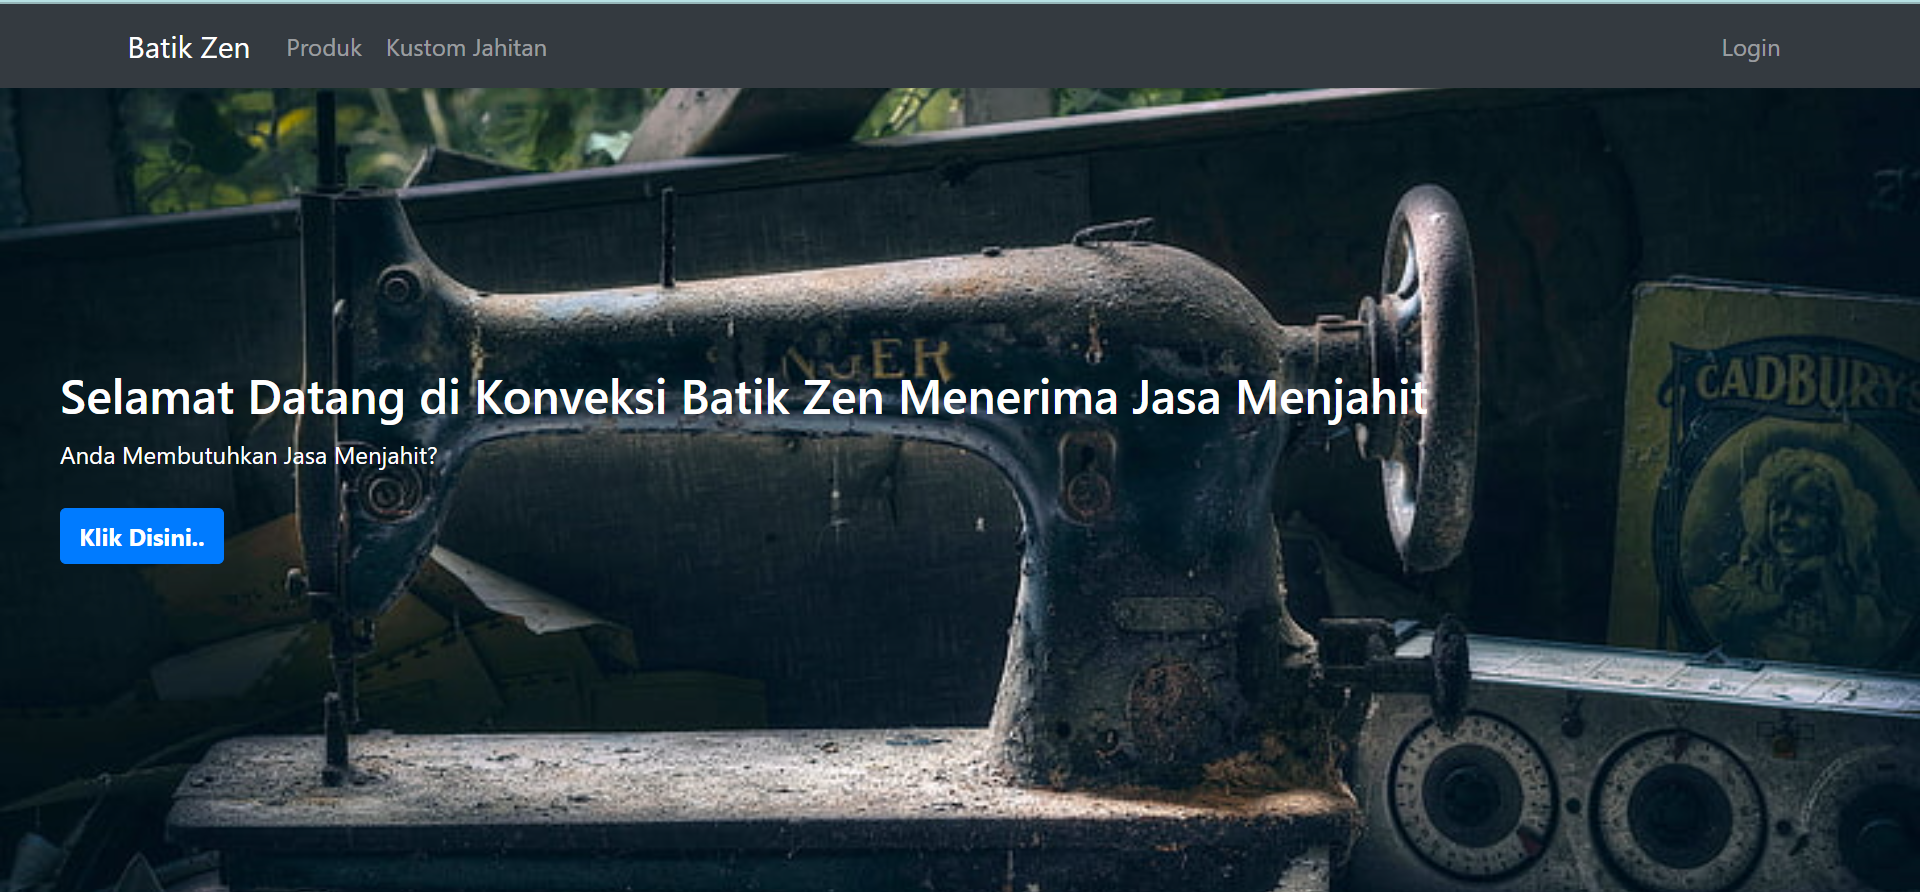 Batik Zen Produk Kustom Jahitan Login
NGER
CADBURYS
Selamat Datang di Konveksi Batik Zen Menerima Jasa Menjahit
Anda Membutuhkan Jasa Menjahit?
Klik Disini..